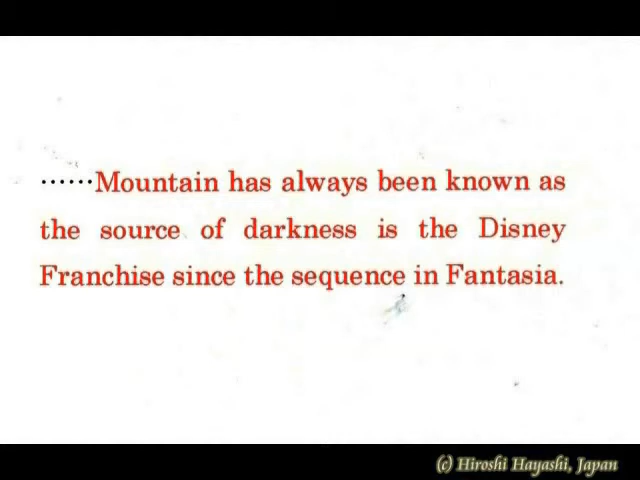 ······Mountain has always been known as
the source of darkness is the Disney
Franchise since the sequence in Fantasia.
(c) Hiroshi Hayashi, Japan